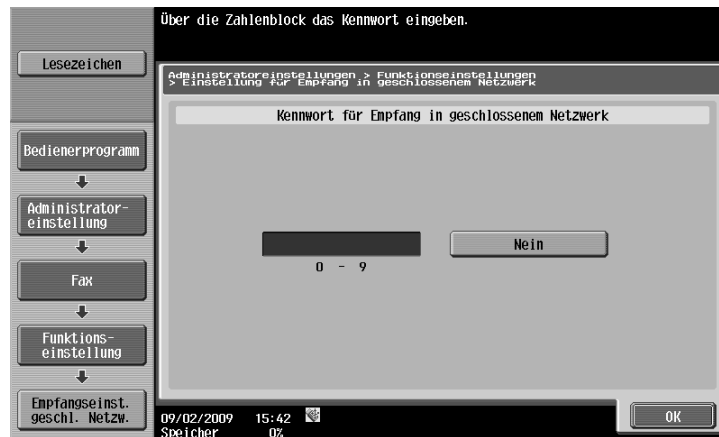 Über die Zahlenblock das Kennwort eingeben.
Lesezeichen
Administratoreinstellungen > Funktionseinstellungen
> Einstellung für Empfang in geschlossenem Netzwerk
Kennwort für Empfang in geschlossenem Netzwerk
Bedienerprogramm
Administrator-
einstellung
Nein
0 - 9
Fax
Funktions-
einstellung
Empfangseinst.
geschl. Netzw.
09/02/2009 15:42
Speicher 0%
OK